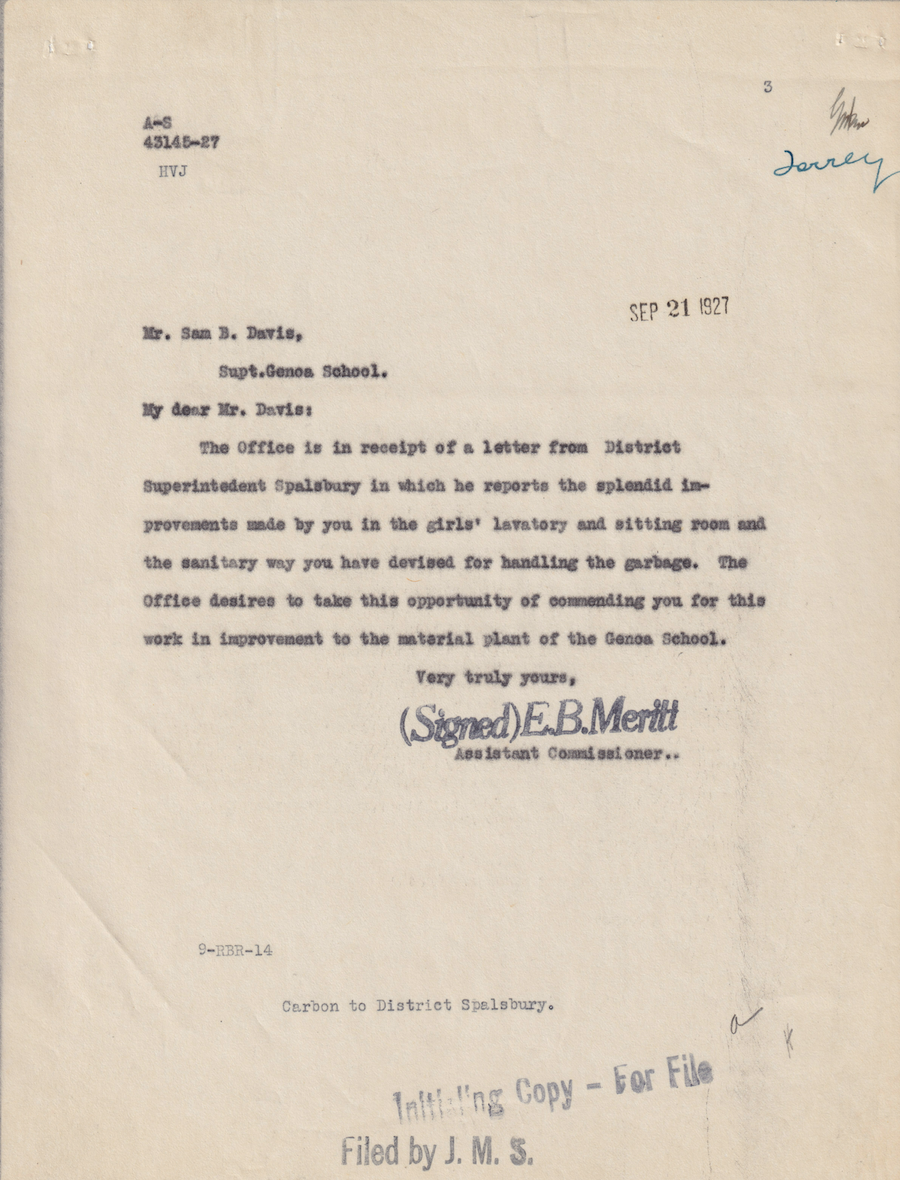 3
A-S
43145-27
HVJ
Torrey
SEP 21 1927
Mr. Sam B. Davis,
Supt.Genoa School.
My dear Mr. Davis:
The Office is in receipt of a letter from District
Superintedent Spalsbury in which he reports the splendid im-
provements made by you in the girls' lavatory and sitting room and
the sanitary way you have devised for handling the garbage. The
Office desires to take this opportunity of commending you for this
work in improvement to the material plant of the Genoa School.
Very truly yours,
(Signed) E.B.Meritt
Assistant Commissioner..
9-RBR-14
Carbon to District Spalsbury.
a
Initialing Copy - For File
Filed by J. M. S.